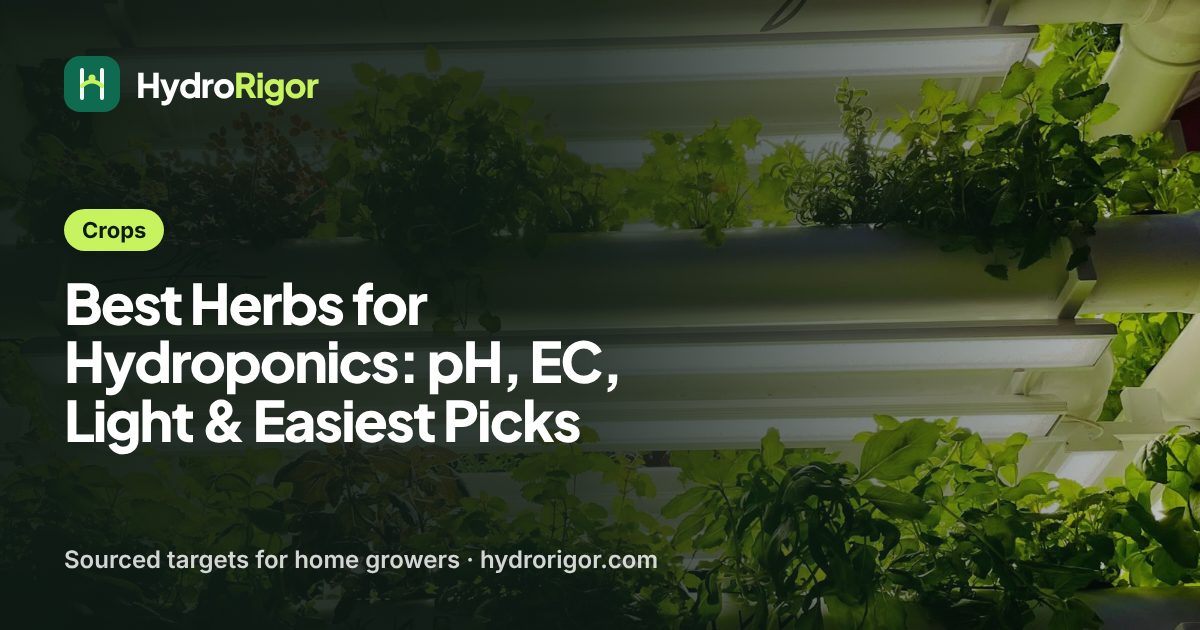 HydroRigor
Crops
Best Herbs for
Hydroponics: pH, EC,
Light & Easiest Picks
Sourced targets for home growers · hydrorigor.com